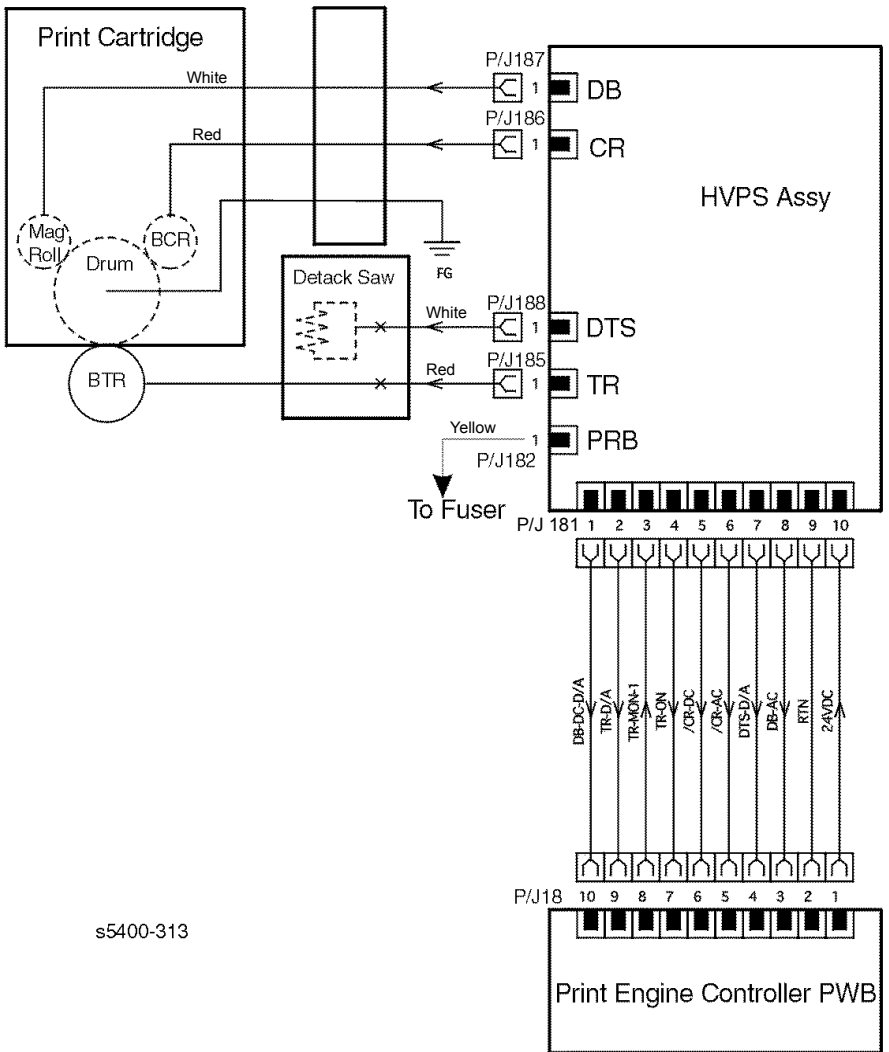 Print Cartridge
White
P/J187
1
DB
P/J186
Red
1
CR
HVPS Assy
Mag
Roll
BCR
Drum
FG
Detack Saw
P/J188
White
1
DTS
P/J185
BTR
Red
1
TR
Yellow
1
PRB
P/J182
To Fuser
P/J 181 1 2 3 4 5 6 7 8 9 10
DB-DC-D/A
TR-D/A
TR-MON-1
TR-ON
/CR-DC
/CR-AC
DTS-D/A
DB-AC
RTN
24VDC
P/J18 10 9 8 7 6 5 4 3 2 1
s5400-313
Print Engine Controller PWB